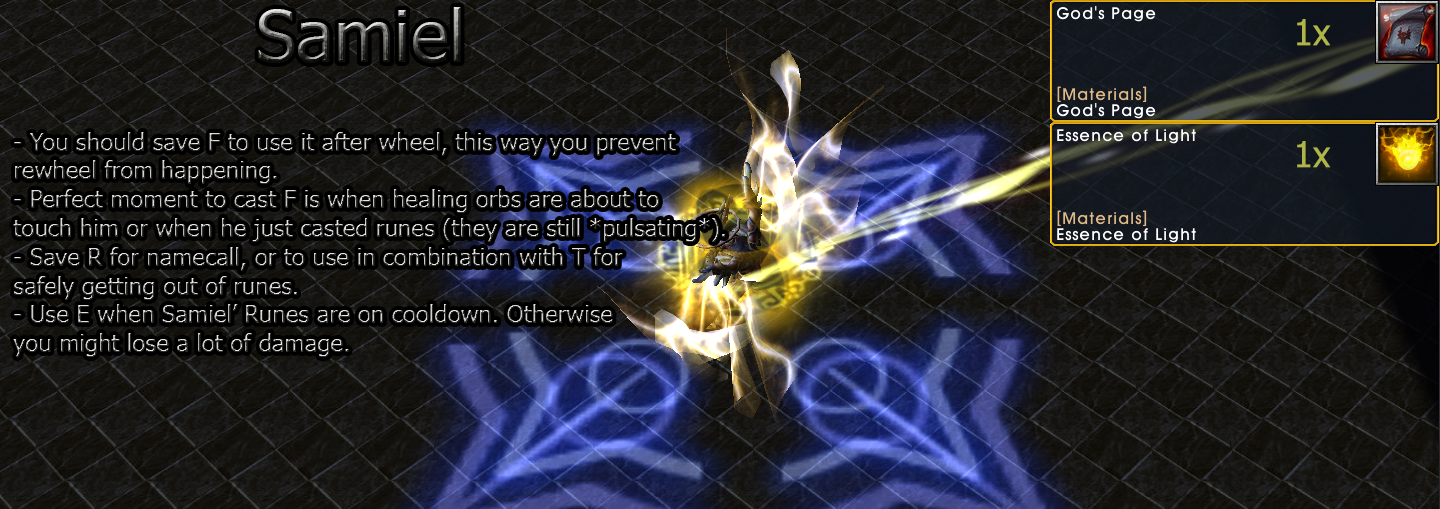 Samiel
- You should save F to use it after wheel, this way you prevent
rewheel from happening.
- Perfect moment to cast F is when healing orbs are about to
touch him or when he just casted runes (they are still *pulsating*).
- Save R for namecall, or to use in combination with T for
safely getting out of runes.
- Use E when Samiel' Runes are on cooldown. Otherwise
you might lose a lot of damage.
God's Page
1x
[Materials]
God's Page
Essence of Light
1x
[Materials]
Essence of Light